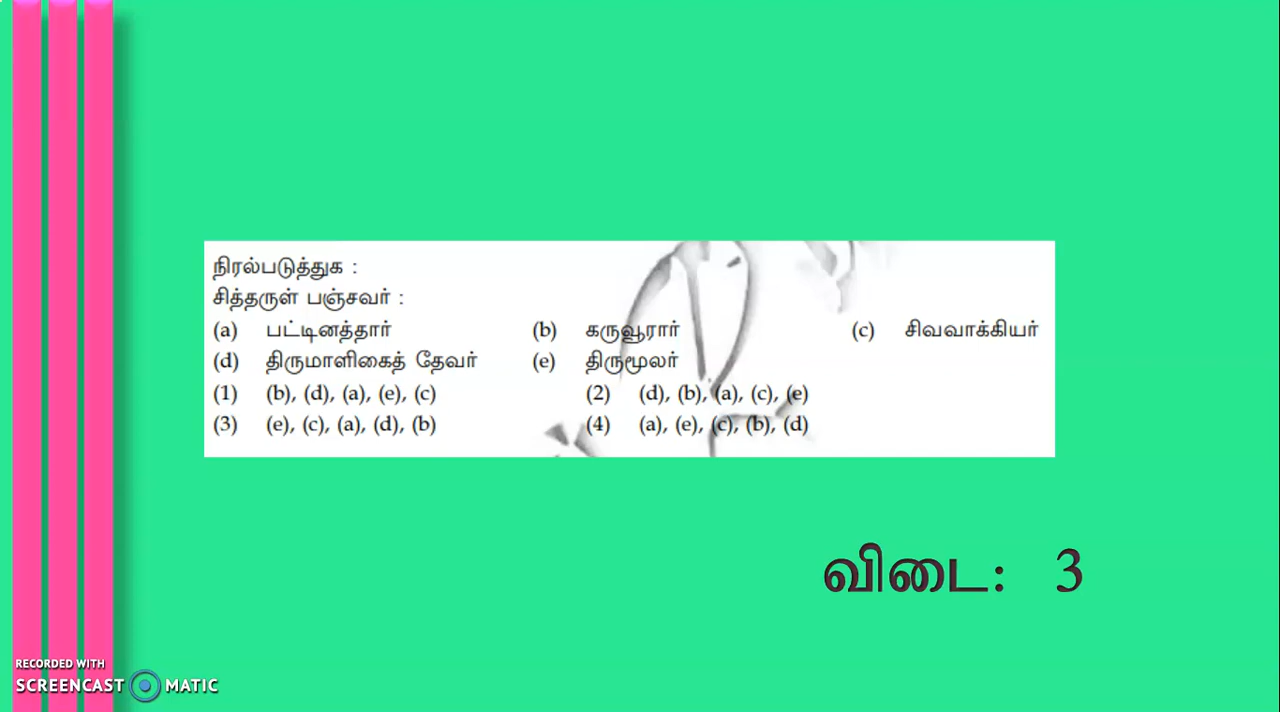 நிரல்படுத்துக :
சித்தருள் பஞ்சவர் :
(a) பட்டினத்தார் (b) கருவூரார் (c) சிவவாக்கியர்
(d) திருமாளிகைத் தேவர் (e) திருமூலர்
(1) (b), (d), (a), (e), (c) (2) (d), (b), (a), (c), (e)
(3) (e), (c), (a), (d), (b) (4) (a), (e), (c), (b), (d)
விடை: 3
RECORDED WITH
SCREENCAST MATIC